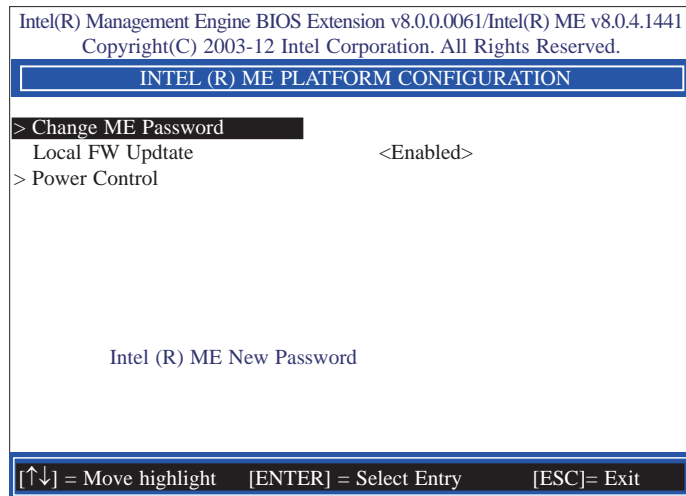 Intel(R) Management Engine BIOS Extension v8.0.0.0061/Intel(R) ME v8.0.4.1441
Copyright(C) 2003-12 Intel Corporation. All Rights Reserved.
INTEL (R) ME PLATFORM CONFIGURATION
> Change ME Password
Local FW Updtate <Enabled>
> Power Control
Intel (R) ME New Password
[↑↓] = Move highlight [ENTER] = Select Entry [ESC]= Exit